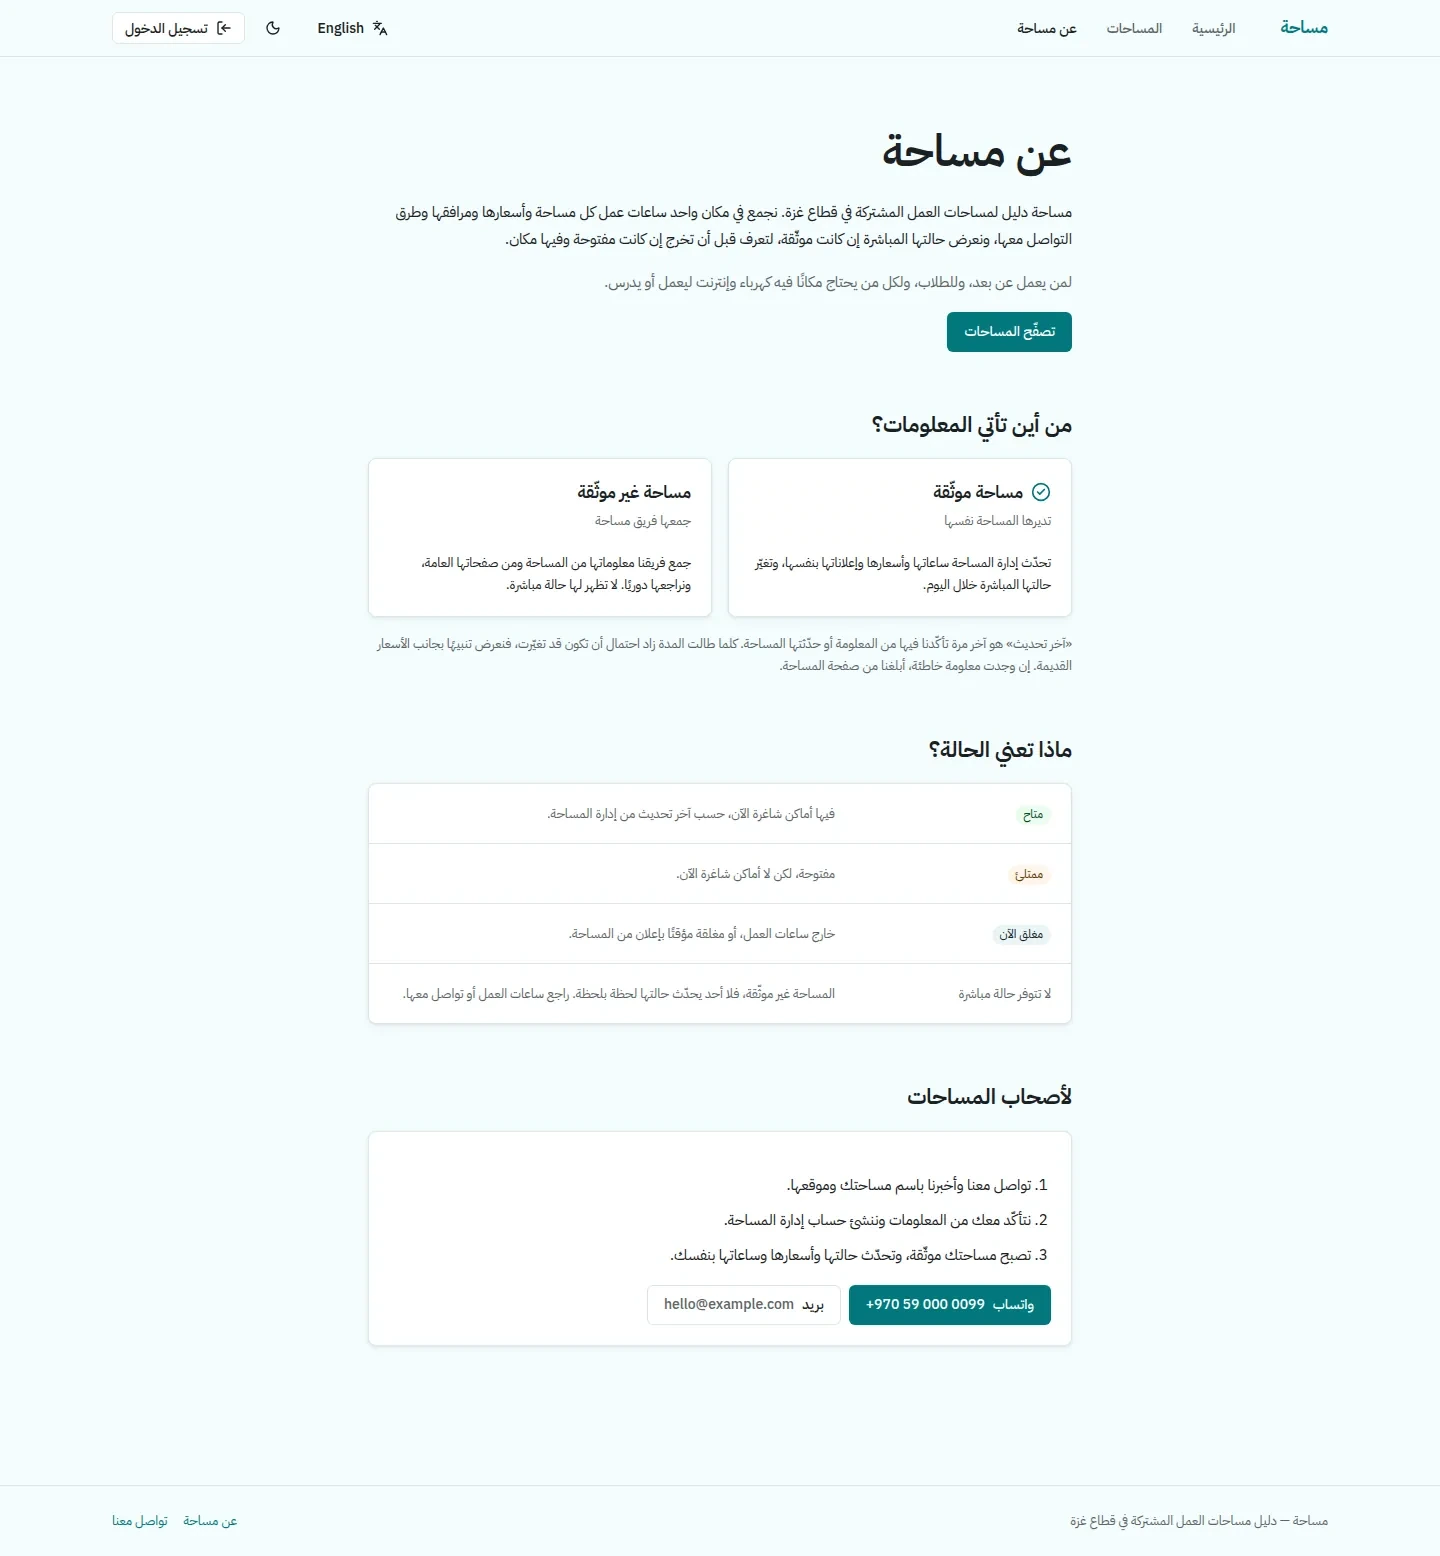 مساحة
الرئيسية
المساحات
عن مساحة
English
تسجيل الدخول
عن مساحة
مساحة دليل لمساحات العمل المشتركة في قطاع غزة. نجمع في مكان واحد ساعات عمل كل مساحة وأسعارها ومرافقها وطرق
التواصل معها، ونعرض حالتها المباشرة إن كانت موثّقة، لتعرف قبل أن تخرج إن كانت مفتوحة وفيها مكان.
لمن يعمل عن بعد، وللطلاب، ولكل من يحتاج مكانًا فيه كهرباء وإنترنت ليعمل أو يدرس.
تصفّح المساحات
من أين تأتي المعلومات؟
مساحة موثّقة
تديرها المساحة نفسها
تحدّث إدارة المساحة ساعاتها وأسعارها وإعلاناتها بنفسها، وتغيّر
حالتها المباشرة خلال اليوم.
مساحة غير موثّقة
جمعها فريق مساحة
جمع فريقنا معلوماتها من المساحة ومن صفحاتها العامة،
ونراجعها دوريًا. لا تظهر لها حالة مباشرة.
«آخر تحديث» هو آخر مرة تأكّدنا فيها من المعلومة أو حدّثتها المساحة. كلما طالت المدة زاد احتمال أن تكون قد تغيّرت، فنعرض تنبيهًا بجانب الأسعار
القديمة. إن وجدت معلومة خاطئة، أبلغنا من صفحة المساحة.
ماذا تعني الحالة؟
متاح
فيها أماكن شاغرة الآن، حسب آخر تحديث من إدارة المساحة.
ممتلئ
مفتوحة، لكن لا أماكن شاغرة الآن.
مغلق الآن
خارج ساعات العمل، أو مغلقة مؤقتًا بإعلان من المساحة.
لا تتوفر حالة مباشرة
المساحة غير موثّقة، فلا أحد يحدّث حالتها لحظة بلحظة. راجع ساعات العمل أو تواصل معها.
لأصحاب المساحات
1. تواصل معنا وأخبرنا باسم مساحتك وموقعها.
2. نتأكّد معك من المعلومات وننشئ حساب إدارة المساحة.
3. تصبح مساحتك موثّقة، وتحدّث حالتها وأسعارها وساعاتها بنفسك.
واتساب +970 59 000 0099
بريد hello@example.com
مساحة — دليل مساحات العمل المشتركة في قطاع غزة
عن مساحة
تواصل معنا